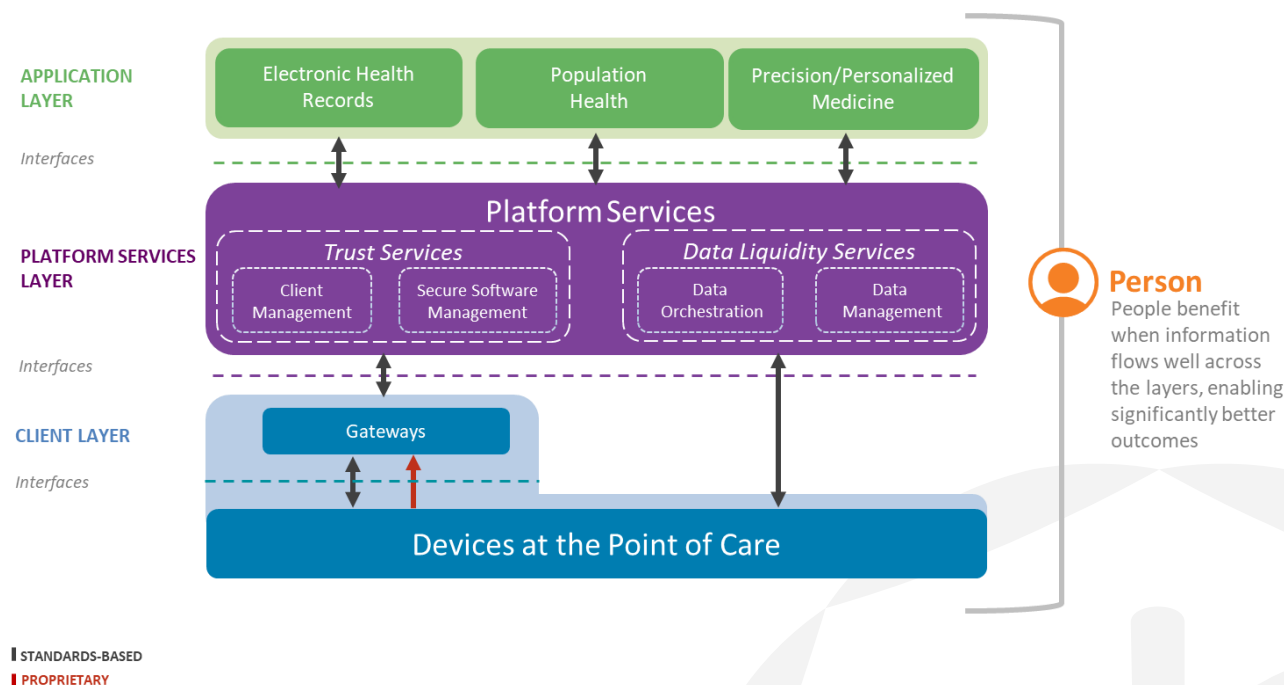 APPLICATION
LAYER
Electronic Health
Records
Population
Health
Precision/Personalized
Medicine
Interfaces
Platform Services
PLATFORM SERVICES
LAYER
Trust Services
Client
Management
Secure Software
Management
Data Liquidity Services
Data
Orchestration
Data
Management
Person
People benefit
when information
flows well across
the layers, enabling
significantly better
outcomes
Interfaces
CLIENT LAYER
Gateways
Interfaces
Devices at the Point of Care
STANDARDS-BASED
PROPRIETARY